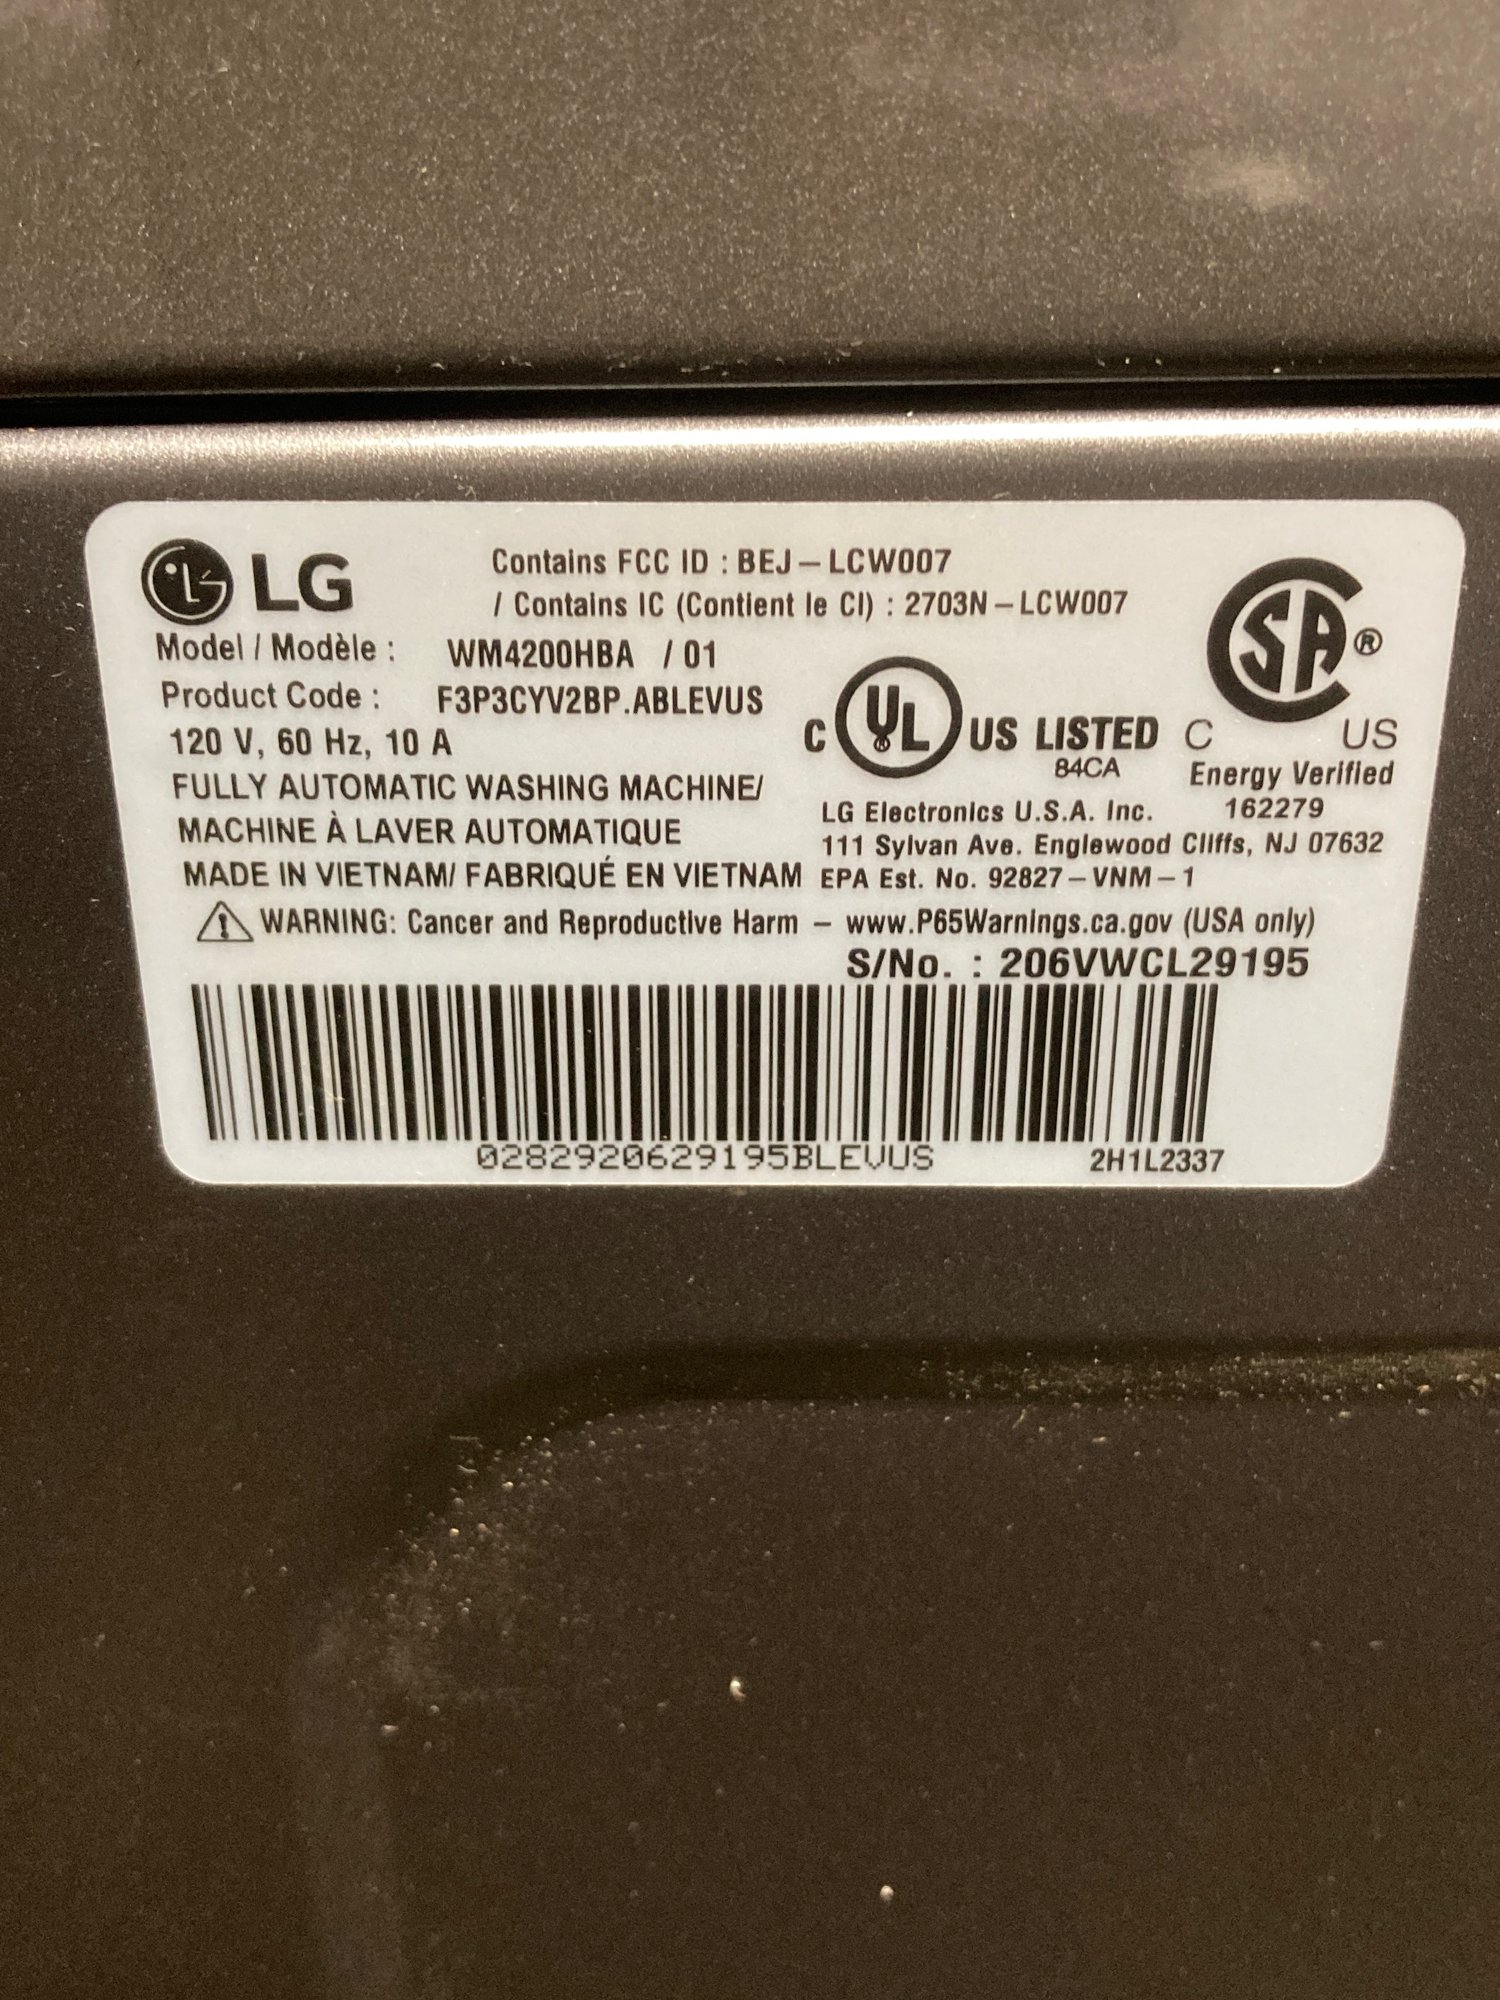 LG
Contains FCC ID : BEJ – LCW007
/ Contains IC (Contient le CI) : 2703N – LCW007
SA ®
C US
Energy Verified
162279
Model / Modèle : WM4200HBA / 01
Product Code : F3P3CYV2BP.ABLEVUS
120 V, 60 Hz, 10 A
C UL US LISTED
84CA
FULLY AUTOMATIC WASHING MACHINE/
MACHINE À LAVER AUTOMATIQUE
MADE IN VIETNAM/ FABRIQUÉ EN VIETNAM
LG Electronics U.S.A. Inc.
111 Sylvan Ave. Englewood Cliffs, NJ 07632
EPA Est. No. 92827 – VNM – 1
WARNING: Cancer and Reproductive Harm – www.P65Warnings.ca.gov (USA only)
S/No. : 206VWCL29195
0282920629195BLEVUS
2H1L2337